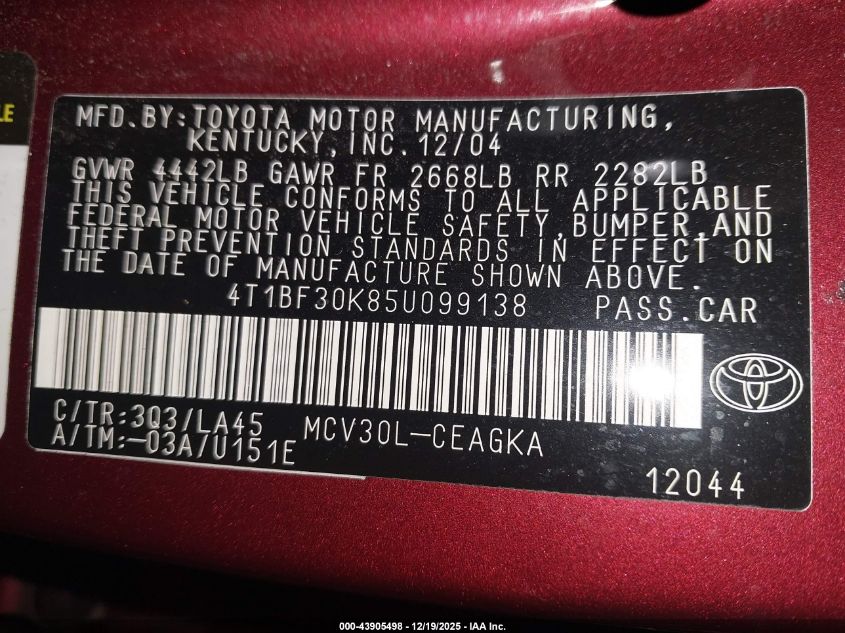 LE
MFD.BY:TOYOTA MOTOR MANUFACTURING,
KENTUCKY,INC.12/04
GVWR 4442LB GAWR FR 2668LB RR 2282LB
THIS VEHICLE CONFORMS TO ALL APPLICABLE
FEDERAL MOTOR VEHICLE SAFETY,BUMPER,AND
THEFT PREVENTION STANDARDS IN EFFECT ON
THE DATE OF MANUFACTURE SHOWN ABOVE.
4T1BF30K85U099138 PASS.CAR
C/TR:3Q3/LA45 MCV30L-CEAGKA
A/TM:-03A/U151E
12044
000-43905498 - 12/19/2025 - IAA Inc.